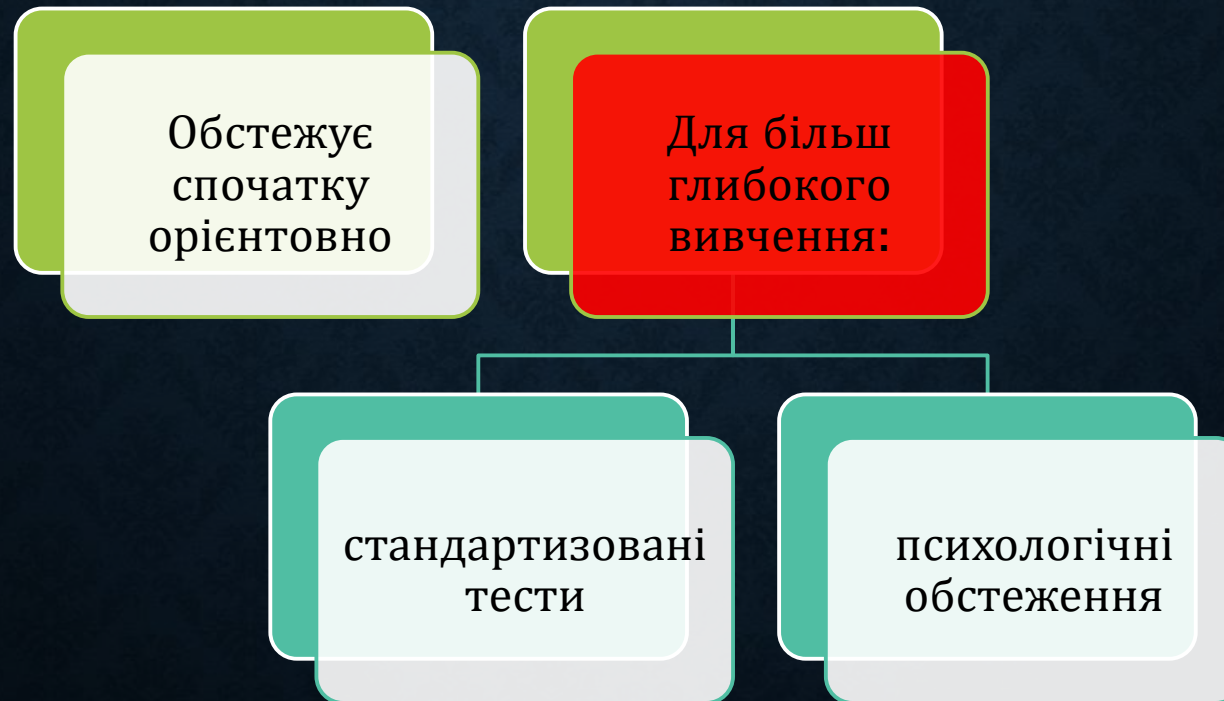 Обстежує
спочатку
орієнтовно
Для більш
глибокого
вивчення:
стандартизовані
тести
психологічні
обстеження